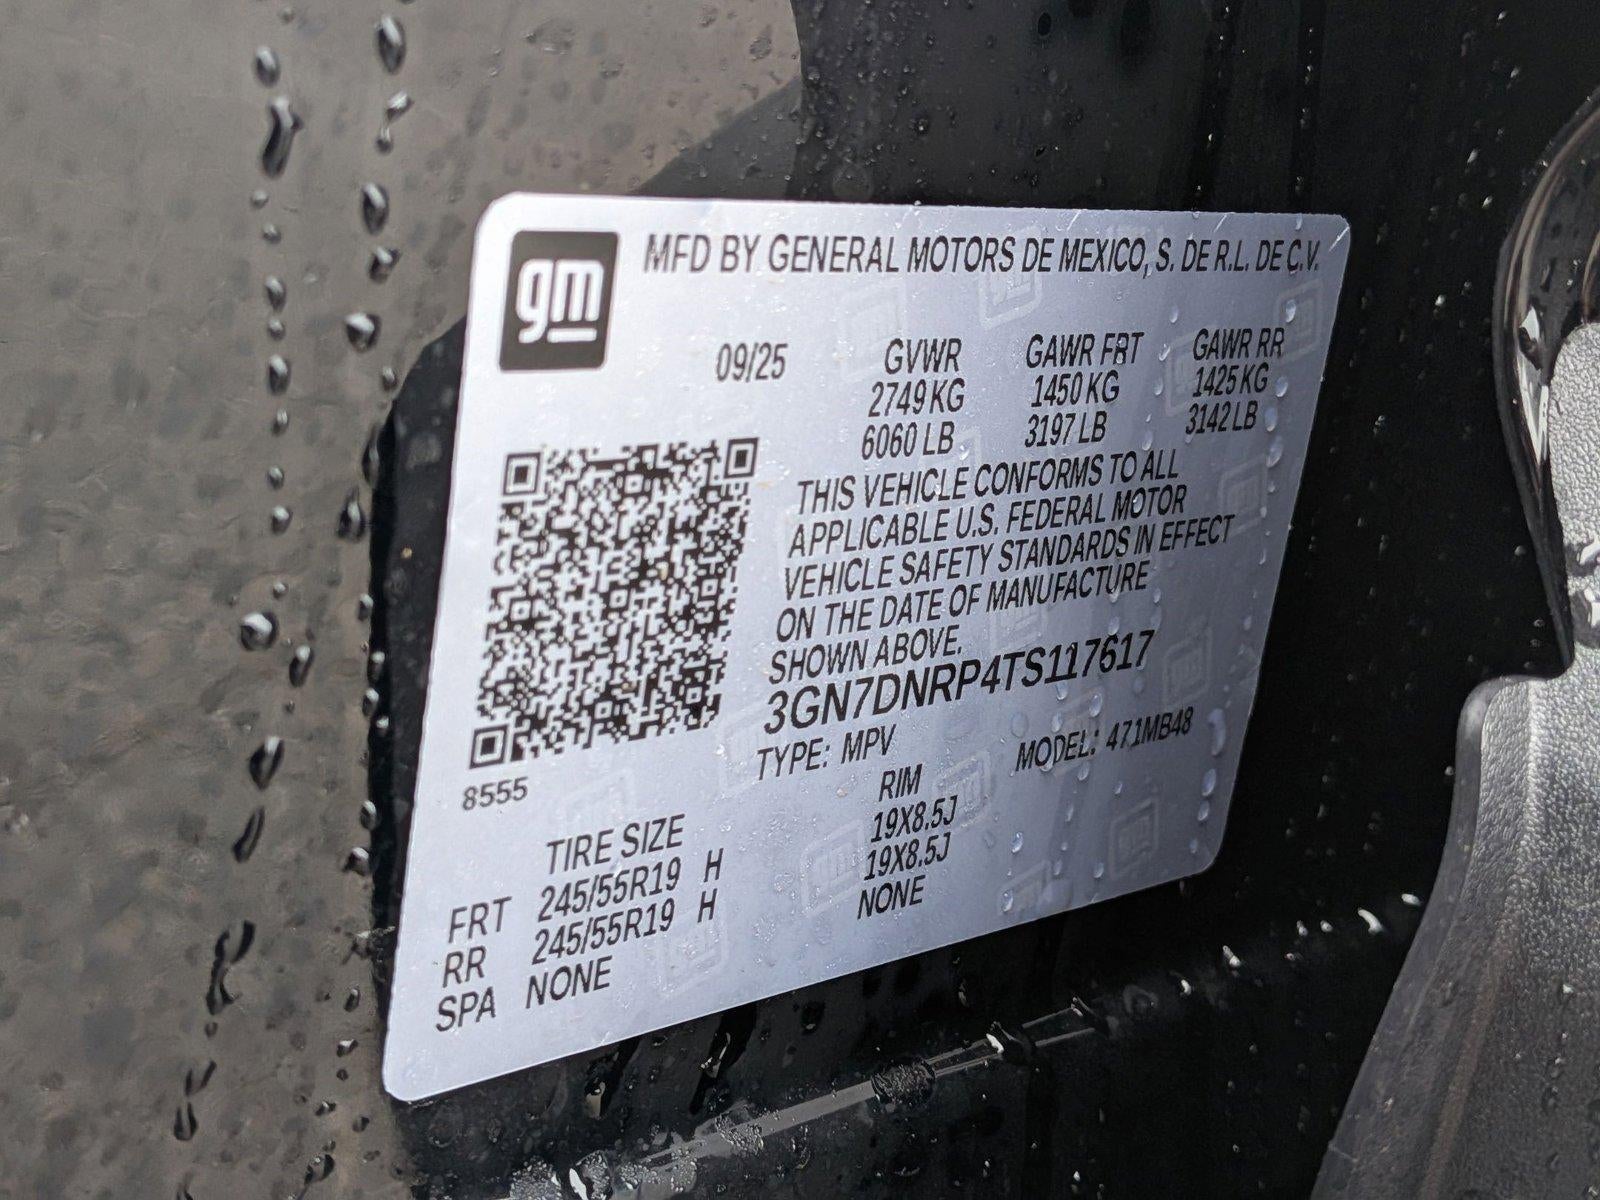 gm
MFD BY GENERAL MOTORS DE MEXICO, S. DE R.L. DE C.V.
09/25
GVWR
2749 KG
6060 LB
GAWR FRT
1450 KG
3197 LB
GAWR RR
1425 KG
3142 LB
THIS VEHICLE CONFORMS TO ALL
APPLICABLE U.S. FEDERAL MOTOR
VEHICLE SAFETY STANDARDS IN EFFECT
ON THE DATE OF MANUFACTURE
SHOWN ABOVE.
3GN7DNRP4TS117617
TYPE: MPV MODEL: 471MB48
8555
TIRE SIZE RIM
FRT 245/55R19 H 19X8.5J
RR 245/55R19 H 19X8.5J
SPA NONE NONE